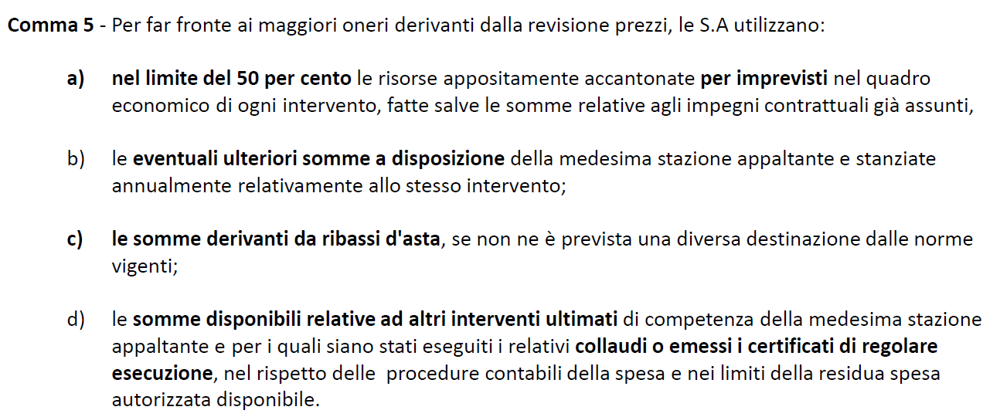 Comma 5 - Per far fronte ai maggiori oneri derivanti dalla revisione prezzi, le S.A utilizzano:
a) nel limite del 50 per cento le risorse appositamente accantonate per imprevisti nel quadro
economico di ogni intervento, fatte salve le somme relative agli impegni contrattuali già assunti,
b) le eventuali ulteriori somme a disposizione della medesima stazione appaltante e stanziate
annualmente relativamente allo stesso intervento;
c) le somme derivanti da ribassi d'asta, se non ne è prevista una diversa destinazione dalle norme
vigenti;
d) le somme disponibili relative ad altri interventi ultimati di competenza della medesima stazione
appaltante e per i quali siano stati eseguiti i relativi collaudi o emessi i certificati di regolare
esecuzione, nel rispetto delle procedure contabili della spesa e nei limiti della residua spesa
autorizzata disponibile.